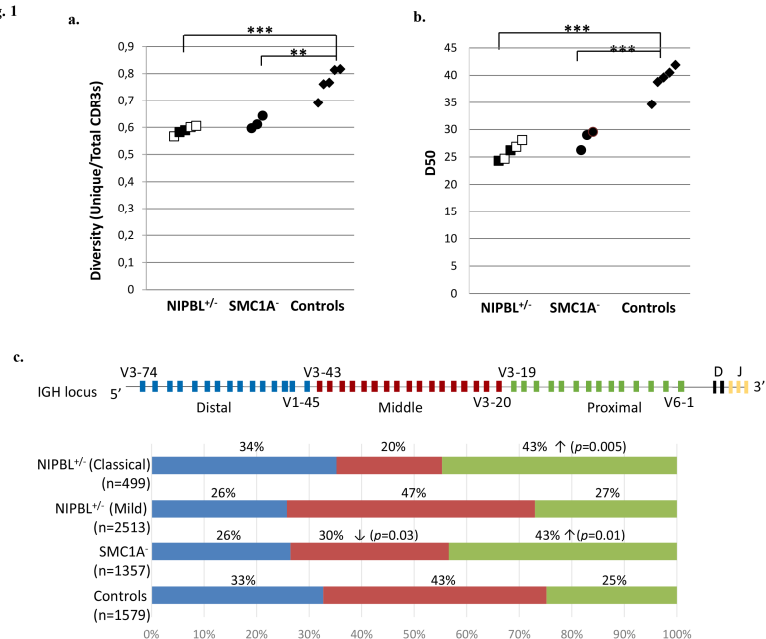 g. 1
a.
b.
***
**
0,9
0,8
0,7
0,6
0,5
0,4
0,3
0,2
0,1
0
Diversity (Unique/Total CDR3s)
NIPBL+/- SMC1A- Controls
***
***
45
40
35
30
25
20
15
10
5
0
D50
NIPBL+/- SMC1A- Controls
c.
V3-74 V3-43 V3-19 D J
IGH locus 5’ 3’
V1-45 V3-20 V6-1
Distal Middle Proximal
34% 20% 43% ↑ (p=0.005)
NIPBL+/- (Classical)
(n=499)
26% 47% 27%
NIPBL+/- (Mild)
(n=2513)
26% 30% ↓ (p=0.03) 43% ↑(p=0.01)
SMC1A-
(n=1357)
33% 43% 25%
Controls
(n=1579)
0% 10% 20% 30% 40% 50% 60% 70% 80% 90% 100%